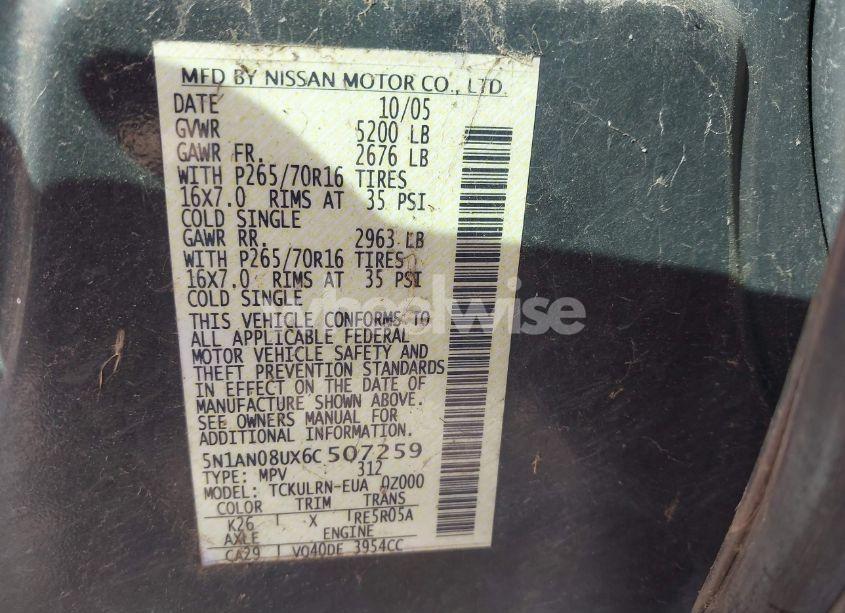 MFD BY NISSAN MOTOR CO., LTD.
DATE 10/05
GVWR 5200 LB
GAWR FR. 2676 LB
WITH P265/70R16 TIRES
16X7.0 RIMS AT 35 PSI
COLD SINGLE
GAWR RR. 2963 LB
WITH P265/70R16 TIRES
16X7.0 RIMS AT 35 PSI
COLD SINGLE
THIS VEHICLE CONFORMS TO
ALL APPLICABLE FEDERAL
MOTOR VEHICLE SAFETY AND
THEFT PREVENTION STANDARDS
IN EFFECT ON THE DATE OF
MANUFACTURE SHOWN ABOVE.
SEE OWNERS MANUAL FOR
ADDITIONAL INFORMATION.
5N1AN08UX6C507259
TYPE: MPV 312
MODEL: TCKULRN-EUA DZ000
COLOR TRIM TRANS
K26 X RE5R05A
AXLE ENGINE
CA29 VQ40DE 3954CC
wheelwise